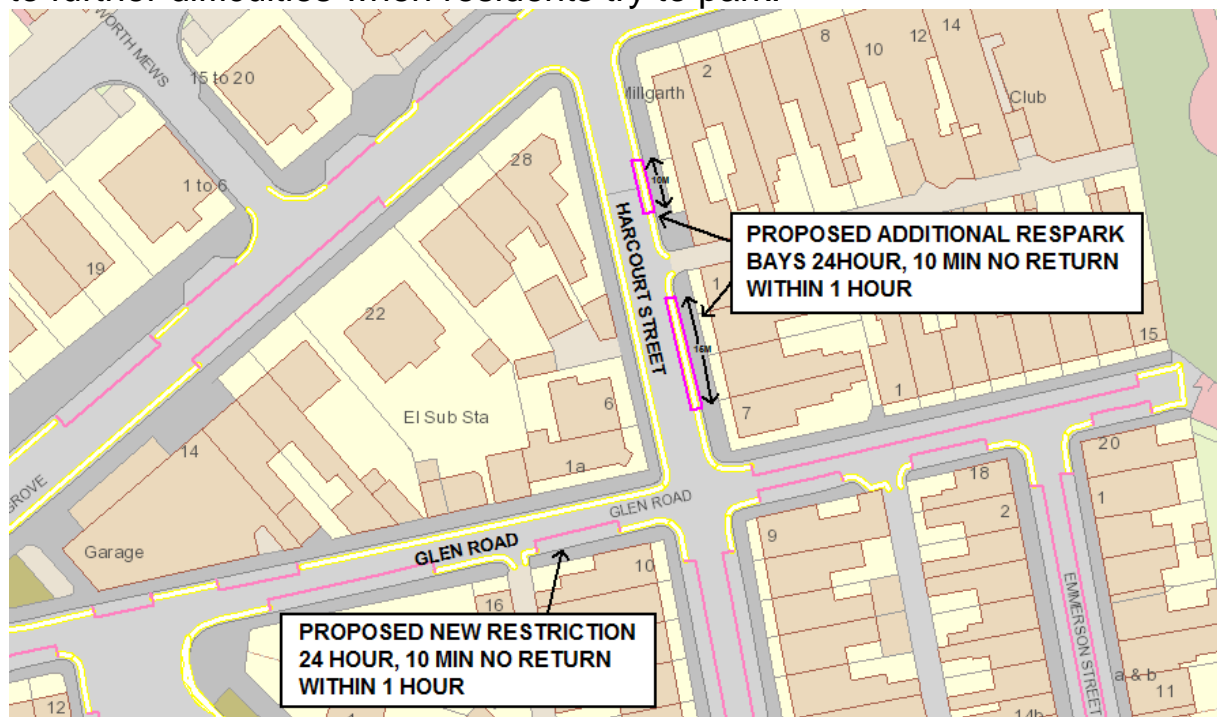 to further difficulties when residents try to park.
WORTH MEWS
15 to 20
8
10
12
14
2
Millgarth
Club
28
1 to 6
10M
HARCOURT STREET
PROPOSED ADDITIONAL RESPARK
BAYS 24HOUR, 10 MIN NO RETURN
WITHIN 1 HOUR
19
1
22
15M
15
El Sub Sta
6
7
1
14
1a
20
GROVE
GLEN ROAD
18
1
2
Garage
GLEN ROAD
9
10
EMMERSON STREET
16
PROPOSED NEW RESTRICTION
24 HOUR, 10 MIN NO RETURN
WITHIN 1 HOUR
a & b
11
12
1
14b